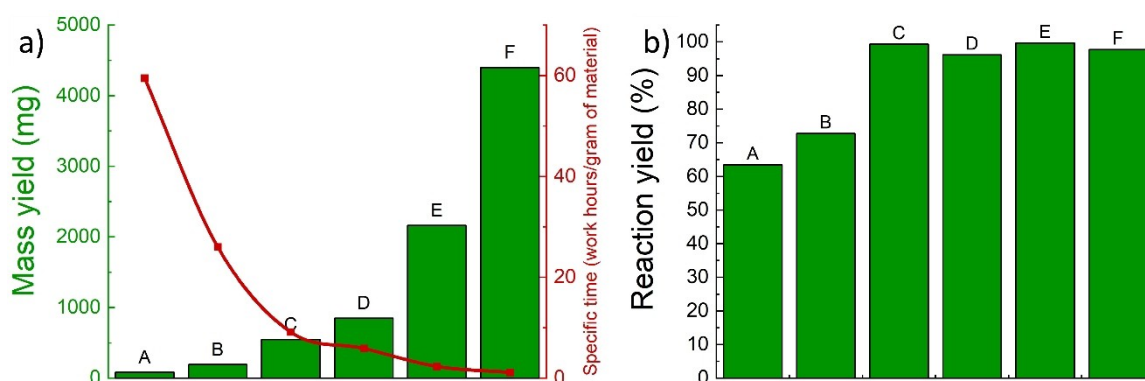 a)
Mass yield (mg)
5000
4000
3000
2000
1000
0
A
B
C
D
E
F
60
40
20
0
Specific time (work hours/gram of material)
b)
Reaction yield (%)
100
90
80
70
60
50
40
30
20
10
0
A
B
C
D
E
F